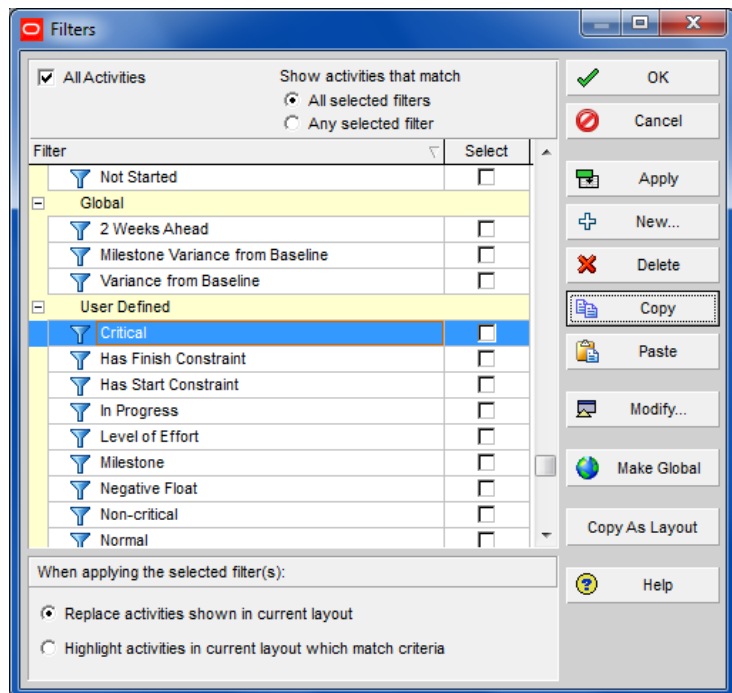 Filters
All Activities
Show activities that match
All selected filters
Any selected filter
Filter Select
Not Started
Global
2 Weeks Ahead
Milestone Variance from Baseline
Variance from Baseline
User Defined
Critical
Has Finish Constraint
Has Start Constraint
In Progress
Level of Effort
Milestone
Negative Float
Non-critical
Normal
When applying the selected filter(s):
Replace activities shown in current layout
Highlight activities in current layout which match criteria
OK
Cancel
Apply
New...
Delete
Copy
Paste
Modify...
Make Global
Copy As Layout
Help